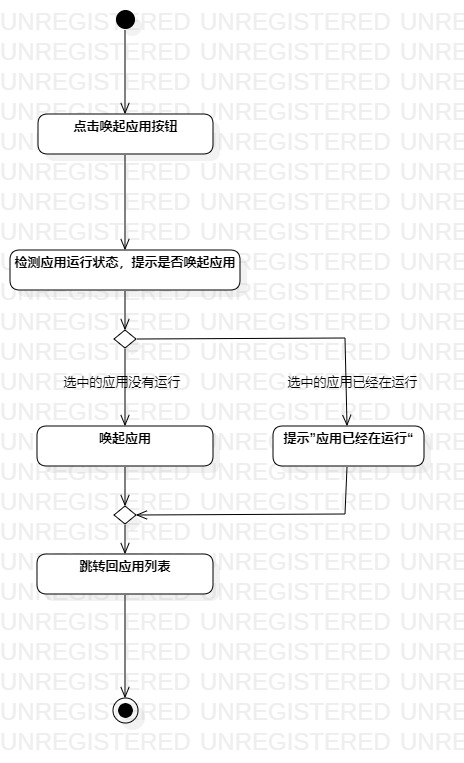 点击唤起应用按钮
检测应用运行状态，提示是否唤起应用
选中的应用没有运行
选中的应用已经在运行
唤起应用
提示”应用已经在运行“
跳转回应用列表
UNREGISTERED